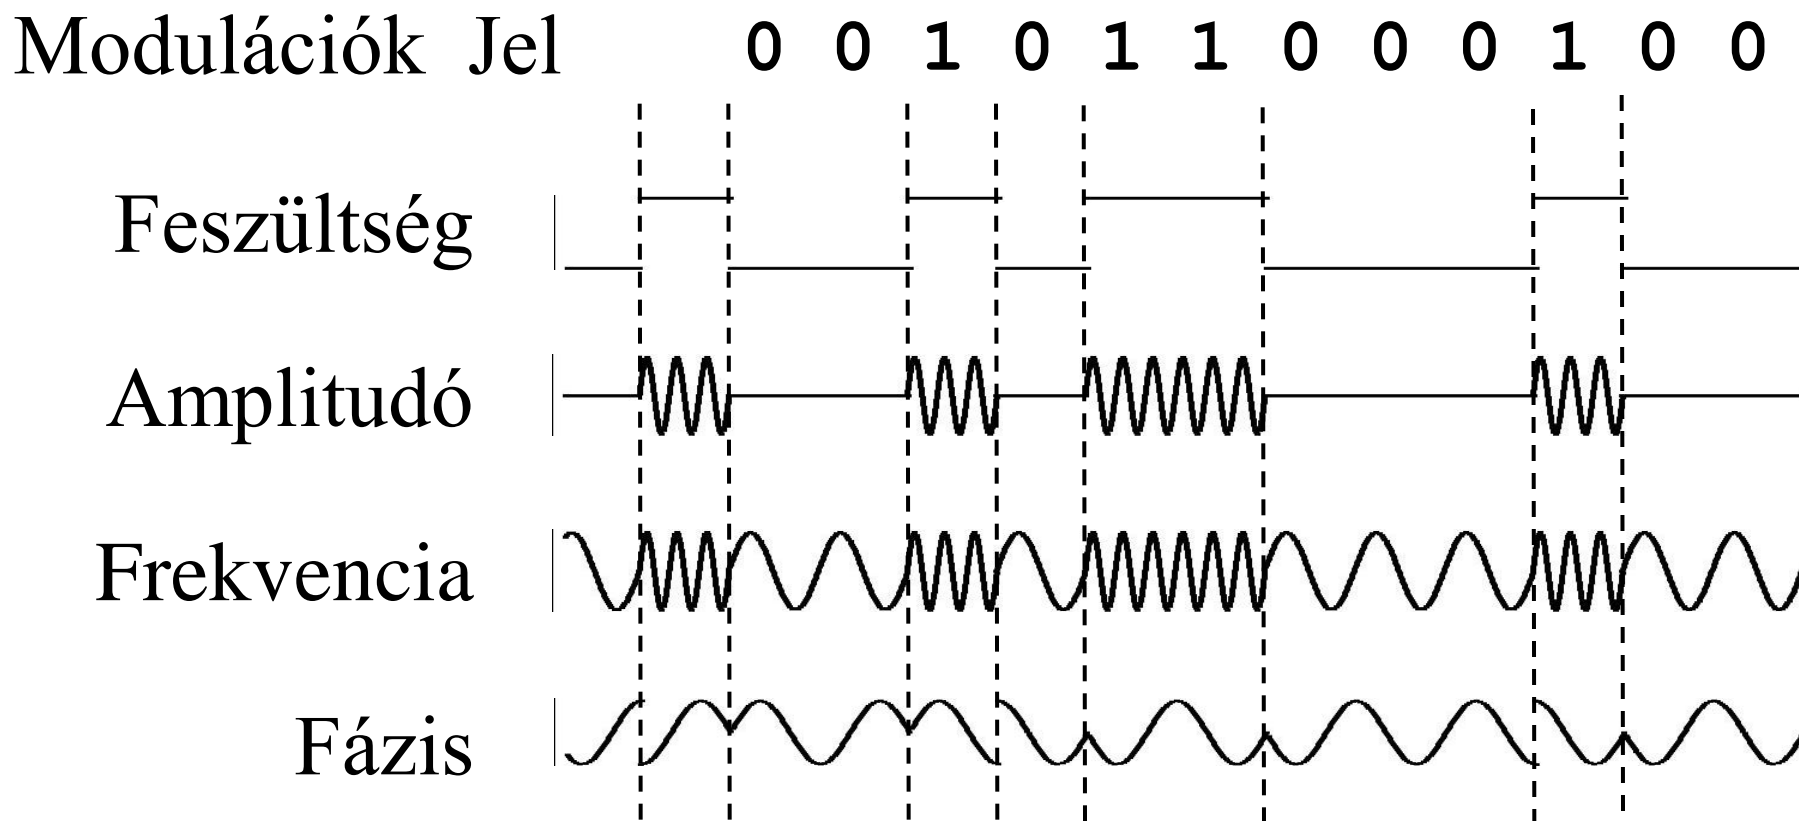 Modulációk Jel 0 0 1 0 1 1 0 0 0 1 0 0
Feszültség
Amplitudó
Frekvencia
Fázis